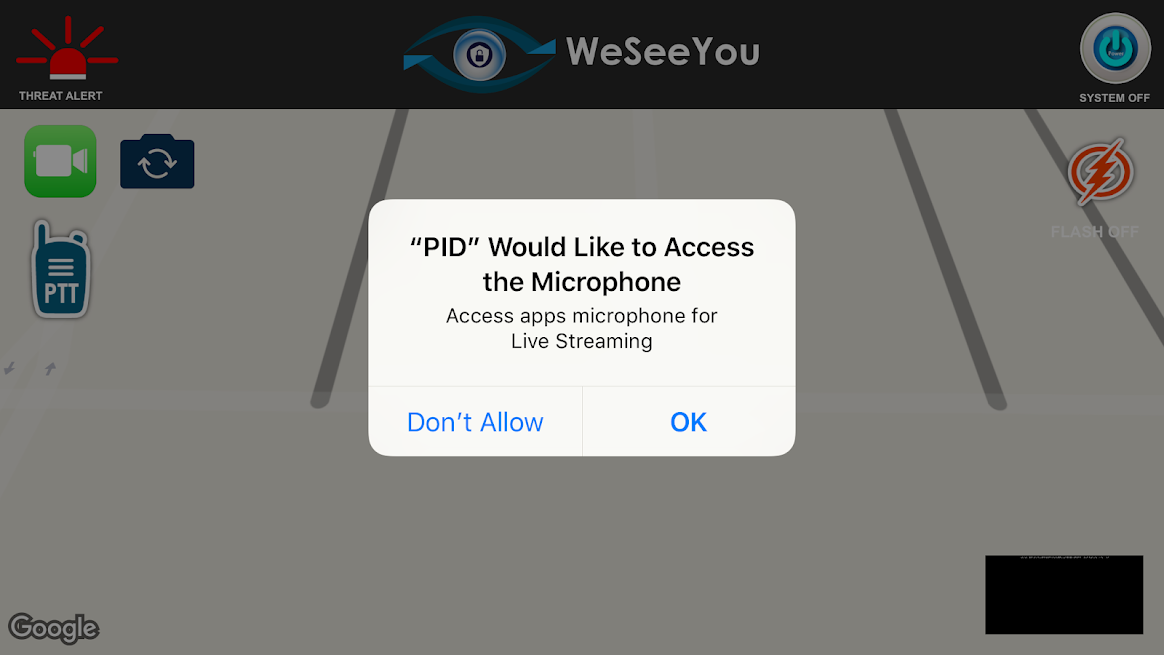 WeSeeYou
THREAT ALERT
Power
SYSTEM OFF
FLASH OFF
PTT
“PID” Would Like to Access
the Microphone
Access apps microphone for
Live Streaming
Don’t Allow
OK
Google